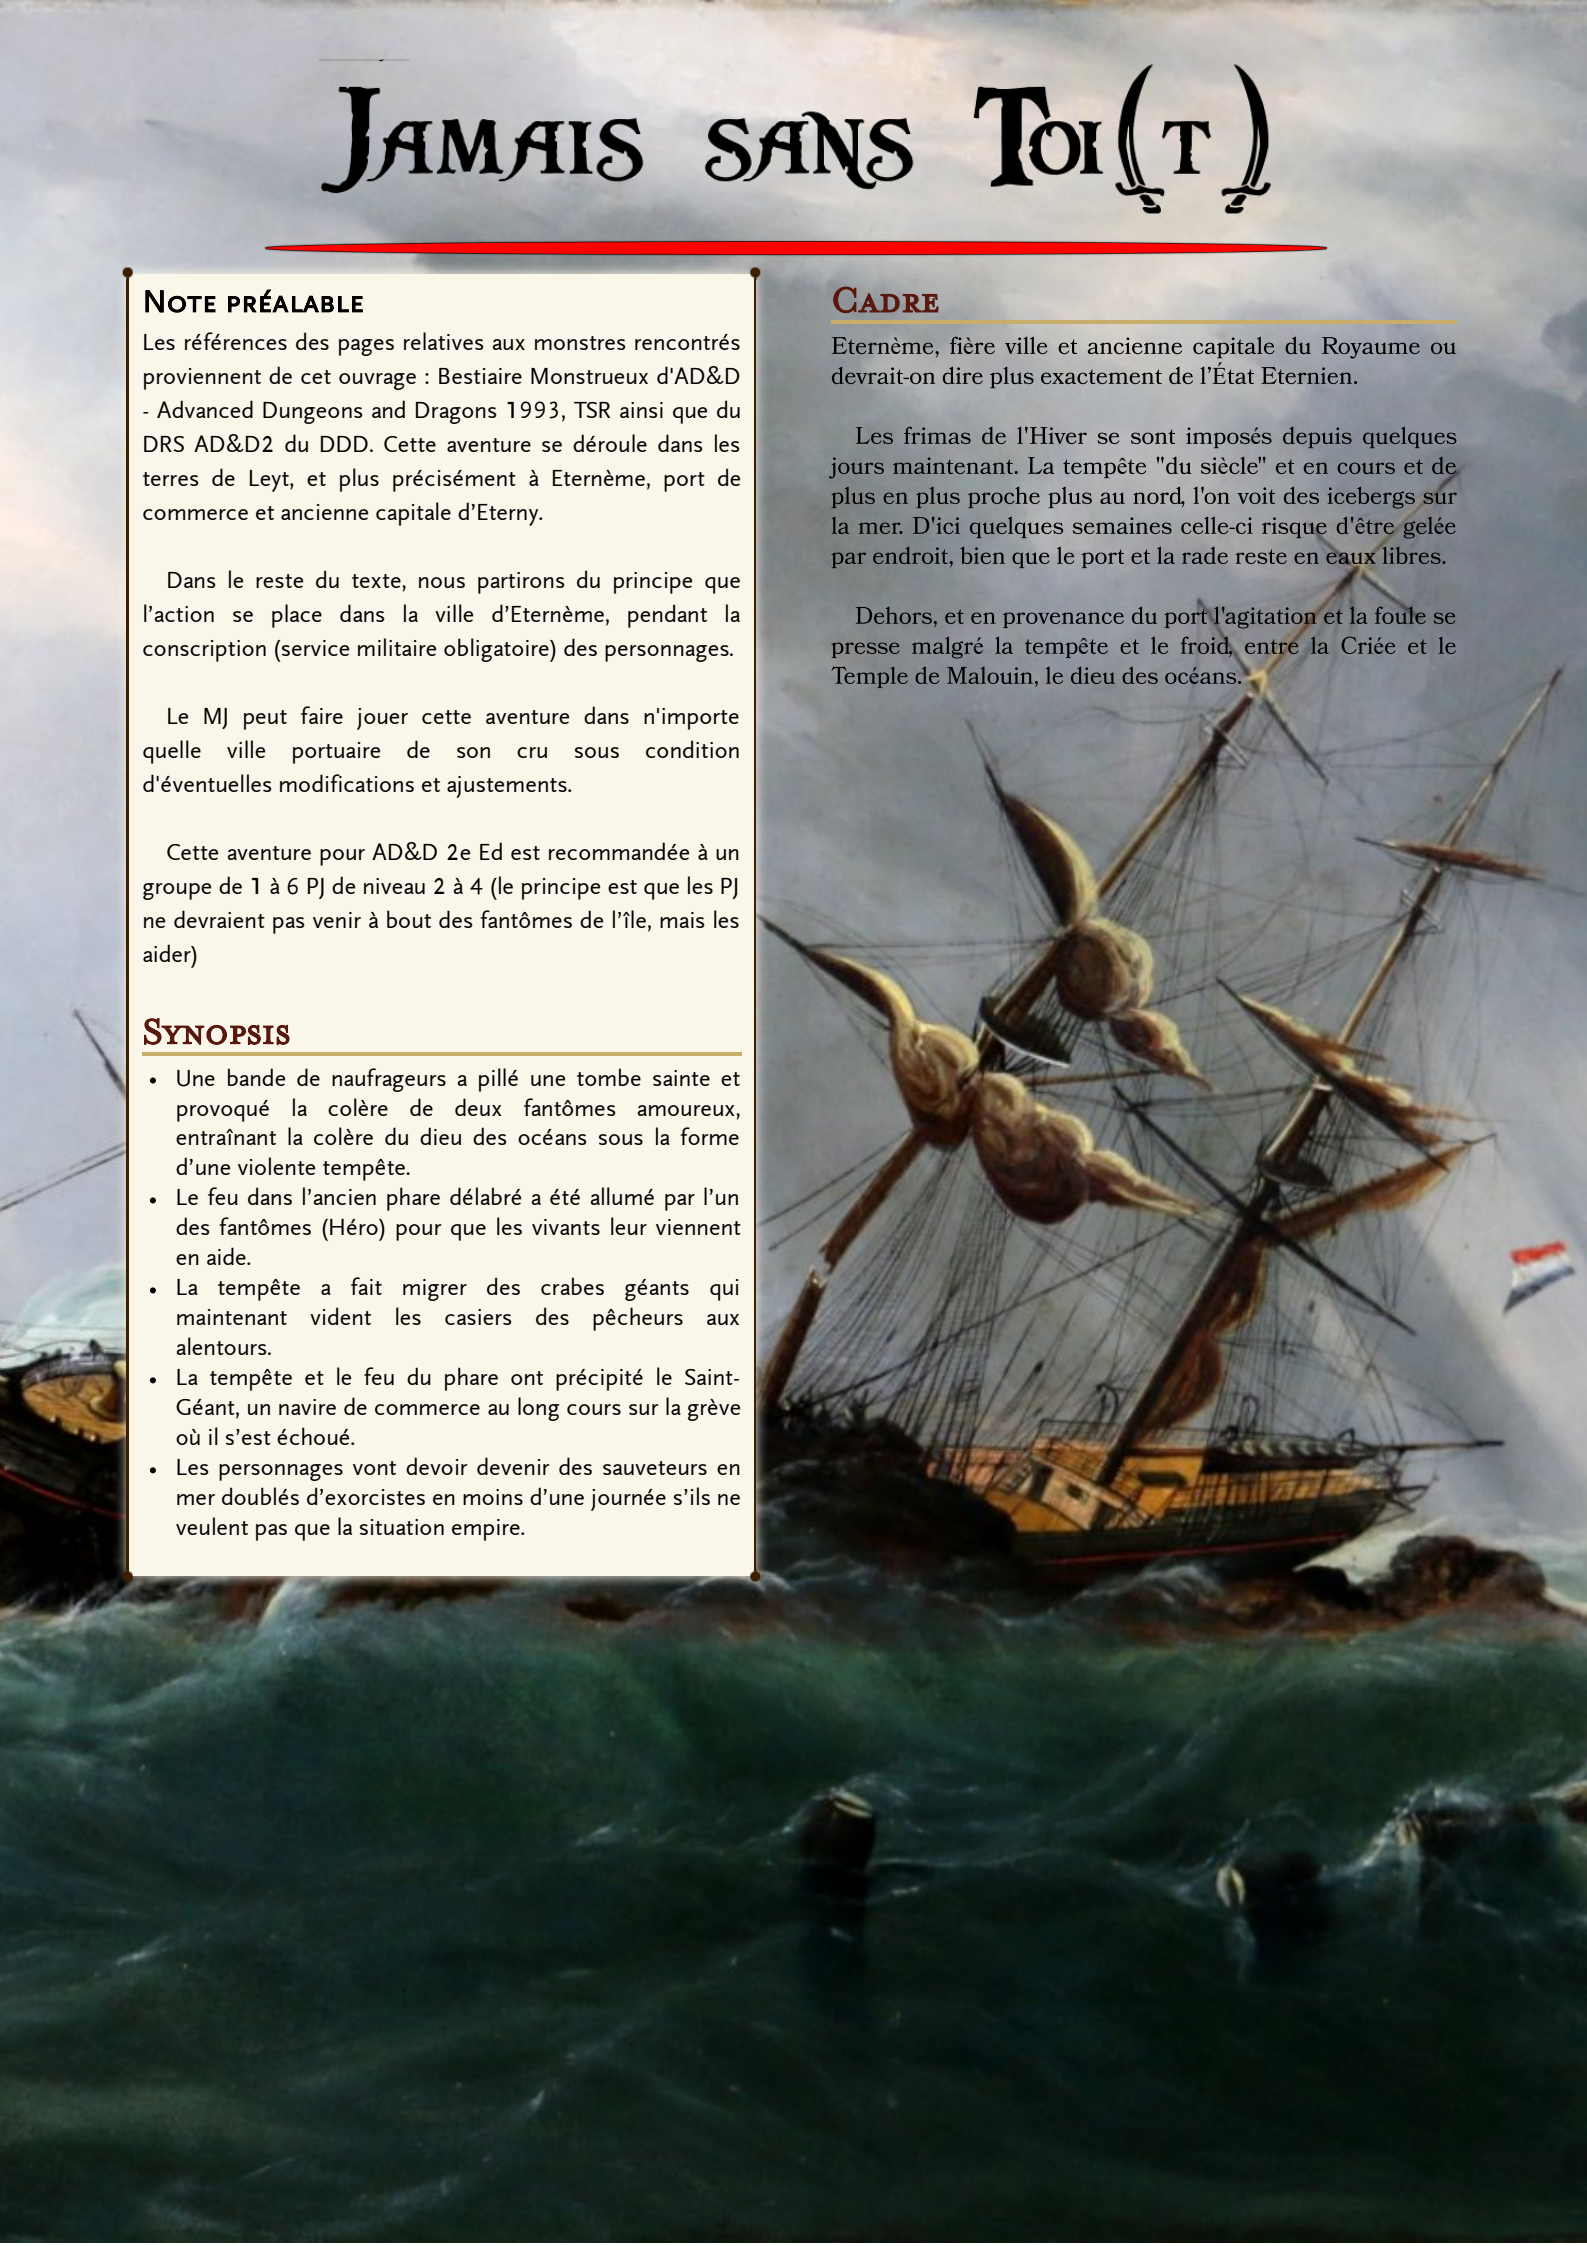 Jamais sans Toi(t)
Note préalable
Les références des pages relatives aux monstres rencontrés
proviennent de cet ouvrage : Bestiaire Monstrueux d'AD&D
- Advanced Dungeons and Dragons 1993, TSR ainsi que du
DRS AD&D2 du DDD. Cette aventure se déroule dans les
terres de Leyt, et plus précisément à Eternème, port de
commerce et ancienne capitale d’Eterny.
Dans le reste du texte, nous partirons du principe que
l’action se place dans la ville d’Eternème, pendant la
conscription (service militaire obligatoire) des personnages.
Le MJ peut faire jouer cette aventure dans n'importe
quelle ville portuaire de son cru sous condition
d'éventuelles modifications et ajustements.
Cette aventure pour AD&D 2e Ed est recommandée à un
groupe de 1 à 6 PJ de niveau 2 à 4 (le principe est que les PJ
ne devraient pas venir à bout des fantômes de l’île, mais les
aider)
Synopsis
• Une bande de naufrageurs a pillé une tombe sainte et
provoqué la colère de deux fantômes amoureux,
entraînant la colère du dieu des océans sous la forme
d’une violente tempête.
• Le feu dans l’ancien phare délabré a été allumé par l’un
des fantômes (Héro) pour que les vivants leur viennent
en aide.
• La tempête a fait migrer des crabes géants qui
maintenant vident les casiers des pêcheurs aux
alentours.
• La tempête et le feu du phare ont précipité le Saint-
Géant, un navire de commerce au long cours sur la grève
où il s’est échoué.
• Les personnages vont devoir devenir des sauveteurs en
mer doublés d’exorcistes en moins d’une journée s’ils ne
veulent pas que la situation empire.
Cadre
Eternème, fière ville et ancienne capitale du Royaume ou
devrait-on dire plus exactement de l’État Eternien.
Les frimas de l'Hiver se sont imposés depuis quelques
jours maintenant. La tempête "du siècle" et en cours et de
plus en plus proche plus au nord, l'on voit des icebergs sur
la mer. D'ici quelques semaines celle-ci risque d'être gelée
par endroit, bien que le port et la rade reste en eaux libres.
Dehors, et en provenance du port l'agitation et la foule se
presse malgré la tempête et le froid, entre la Criée et le
Temple de Malouin, le dieu des océans.